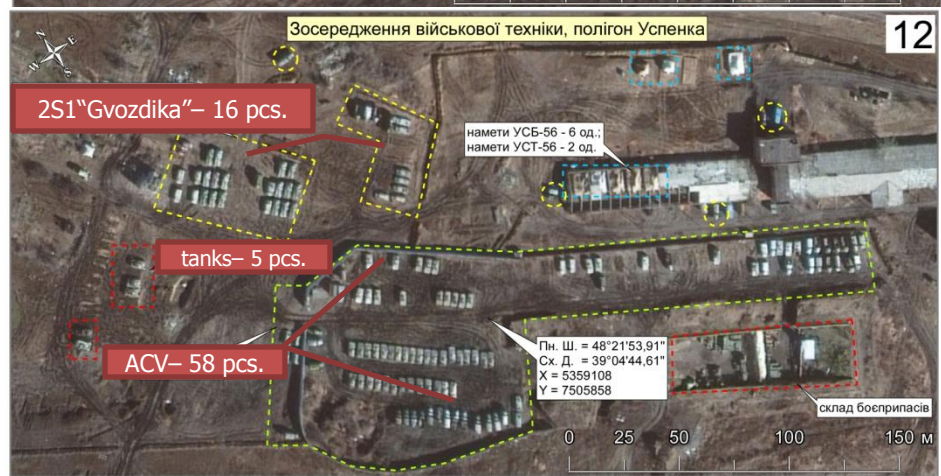 Зосередження військової техніки, полігон Успенка
12
N
E
W
S
2S1“Gvozdika”– 16 pcs.
намети УСБ-56 - 6 од.;
намети УСТ-56 - 2 од.
tanks– 5 pcs.
ACV– 58 pcs.
Пн. Ш. = 48°21'53,91"
Сх. Д. = 39°04'44,61"
X = 5359108
Y = 7505858
склад боєприпасів
0 25 50 100 150 м